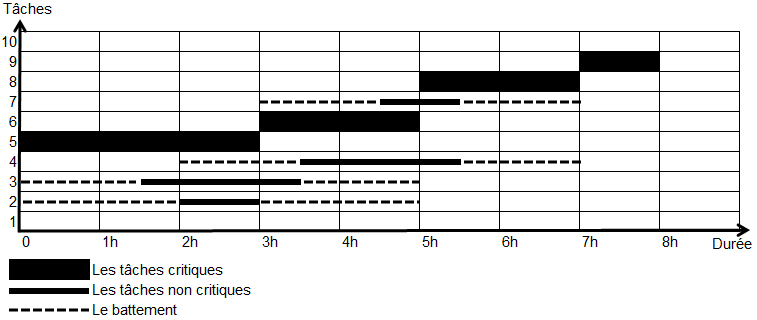 Tâches
10
9
8
7
6
5
4
3
2
1
0 1h 2h 3h 4h 5h 6h 7h 8h Durée
Les tâches critiques
Les tâches non critiques
Le battement